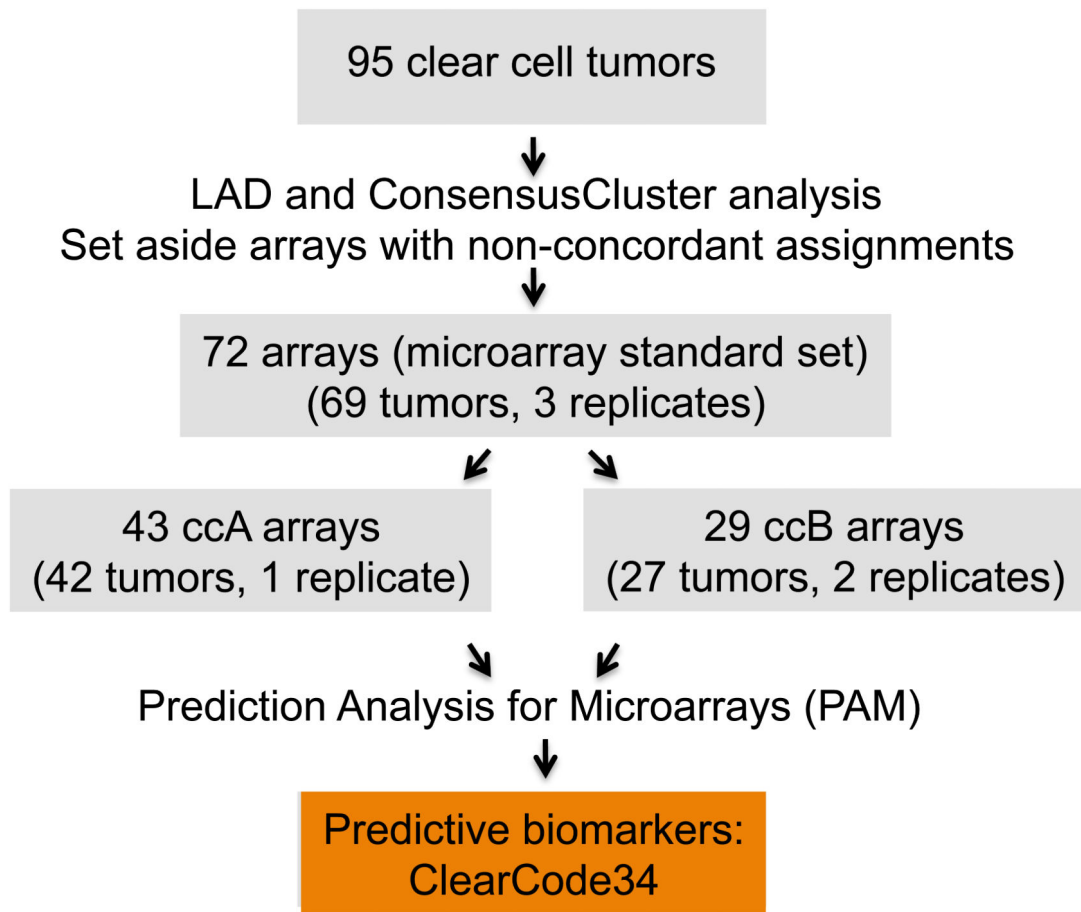 95 clear cell tumors
LAD and ConsensusCluster analysis
Set aside arrays with non-concordant assignments
72 arrays (microarray standard set)
(69 tumors, 3 replicates)
43 ccA arrays
(42 tumors, 1 replicate)
29 ccB arrays
(27 tumors, 2 replicates)
Prediction Analysis for Microarrays (PAM)
Predictive biomarkers:
ClearCode34